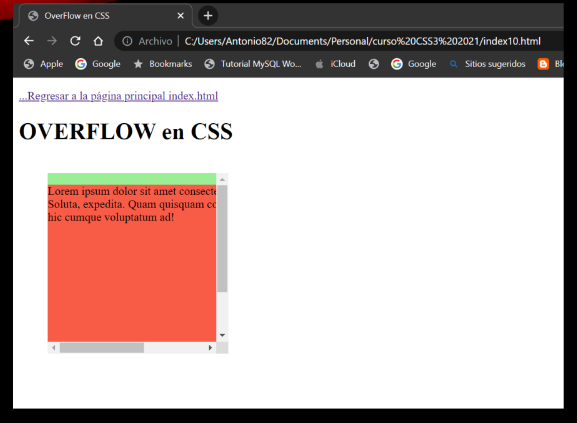 OverFlow en CSS
Archivo C:/Users/Antonio82/Documents/Personal/curso%20CSS3%202021/index10.html
Apple Google Bookmarks Tutorial MySQL Wo... iCloud Google Sitios sugeridos
...Regresar a la página principal index.html
OVERFLOW en CSS
Lorem ipsum dolor sit amet consecte
Soluta, expedita. Quam quisquam co
hic cumque voluptatum ad!